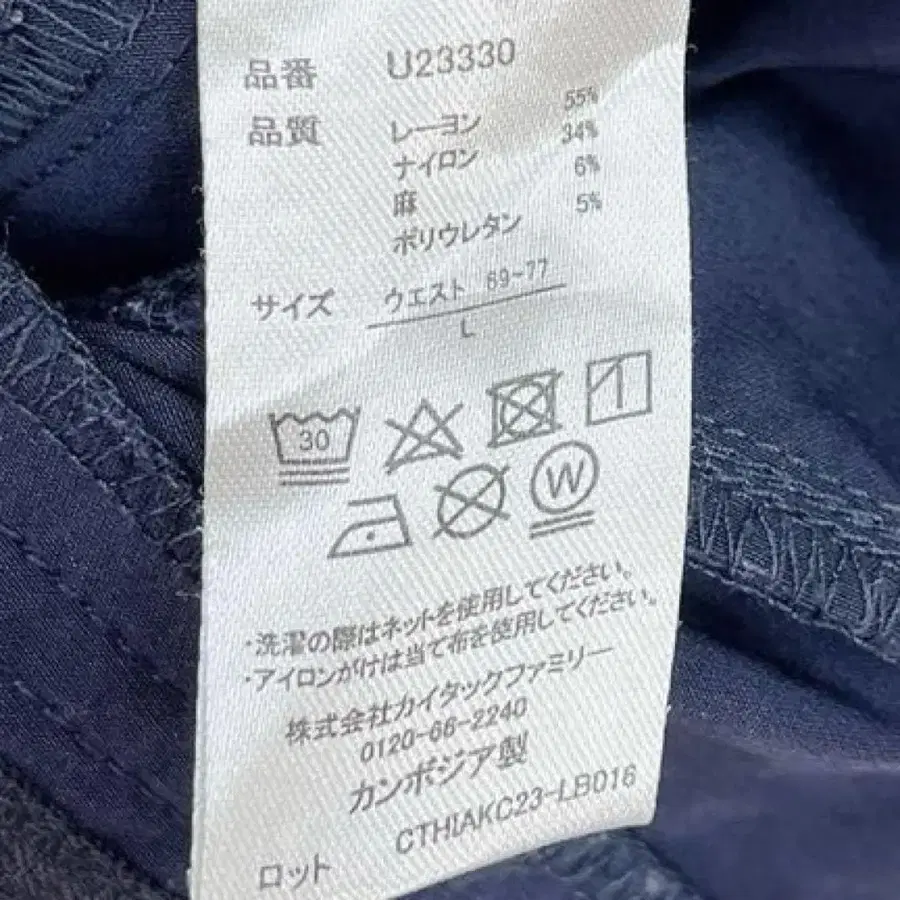 品番 U23330
品質 レーヨン 55%
ナイロン 34%
麻 6%
ポリウレタン 5%
サイズ ウエスト 69-77
L
30
W
・洗濯の際はネットを使用してください。
・アイロンがけは当て布を使用してください。
株式会社カイタックファミリー
0120-66-2240
カンボジア製
ロット CTHIAKC23-LB016